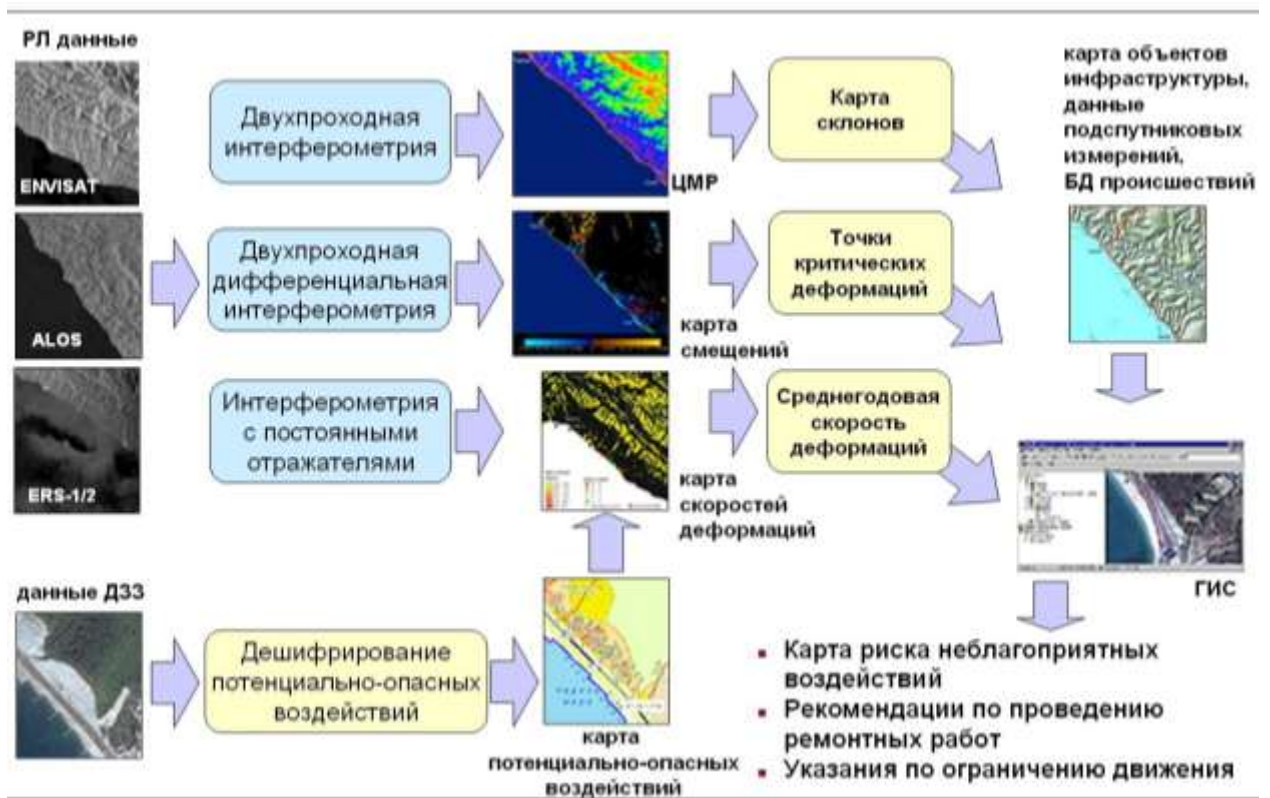 РЛ данные
ENVISAT
ALOS
ERS-1/2
Двухпроходная
интерферометрия
ЦМР
Карта
склонов
карта объектов
инфраструктуры,
данные
подспутниковых
измерений,
БД происшествий
Двухпроходная
дифференциальная
интерферометрия
карта
смещений
Точки
критических
деформаций
Интерферометрия
с постоянными
отражателями
карта
скоростей
деформаций
Среднегодовая
скорость
деформаций
ГИС
данные ДЗЗ
Дешифрирование
потенциально-опасных
воздействий
карта
потенциально-опасных
воздействий
▪ Карта риска неблагоприятных
воздействий
▪ Рекомендации по проведению
ремонтных работ
▪ Указания по ограничению движения